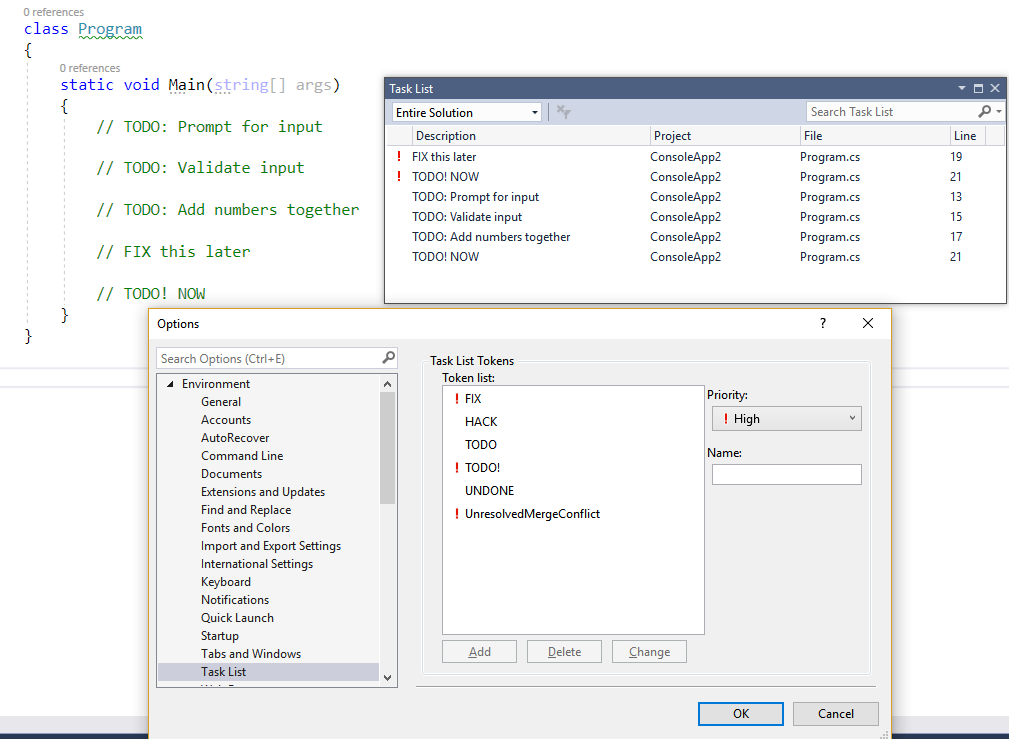 0 references
class Program
{
0 references
static void Main(string[] args)
{
// TODO: Prompt for input
// TODO: Validate input
// TODO: Add numbers together
// FIX this later
// TODO! NOW
}
}
Task List
Entire Solution
Search Task List
Description Project File Line
! FIX this later ConsoleApp2 Program.cs 19
! TODO! NOW ConsoleApp2 Program.cs 21
TODO: Prompt for input ConsoleApp2 Program.cs 13
TODO: Validate input ConsoleApp2 Program.cs 15
TODO: Add numbers together ConsoleApp2 Program.cs 17
TODO! NOW ConsoleApp2 Program.cs 21
Options ?
Search Options (Ctrl+E)
Environment
General
Accounts
AutoRecover
Command Line
Documents
Extensions and Updates
Find and Replace
Fonts and Colors
Import and Export Settings
International Settings
Keyboard
Notifications
Quick Launch
Startup
Tabs and Windows
Task List
Task List Tokens
Token list:
! FIX
HACK
TODO
! TODO!
UNDONE
! UnresolvedMergeConflict
Priority:
! High
Name:
Add Delete Change
OK Cancel